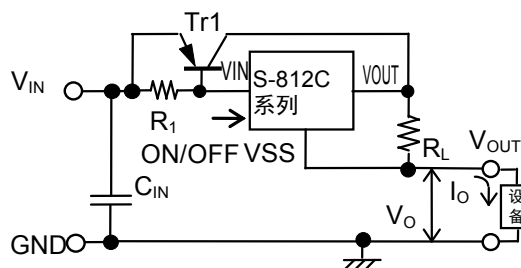 Tr1
VIN
VIN
S-812C
系列
VOUT
R1
ON/OFF
VSS
RL
VOUT
CIN
IO
设备
VO
GND